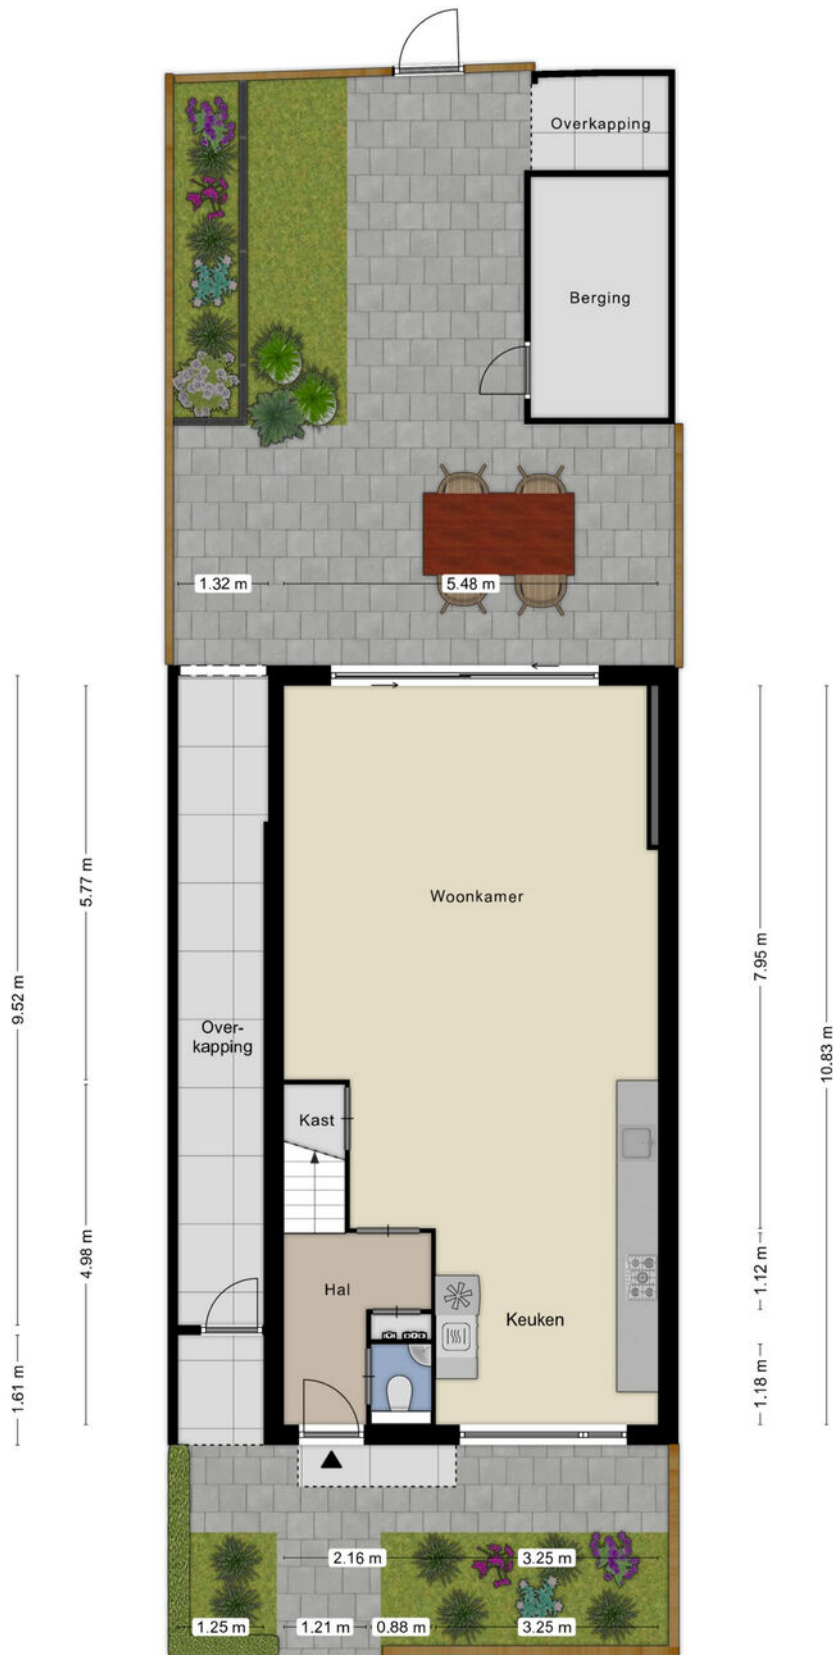 Overkapping
Berging
1.32 m
5.48 m
Woonkamer
5.77 m
7.95 m
9.52 m
10.83 m
Over-
kapping
Kast
4.98 m
1.12 m
Hal
Keuken
1.61 m
1.18 m
2.16 m
3.25 m
1.25 m
1.21 m
0.88 m
3.25 m